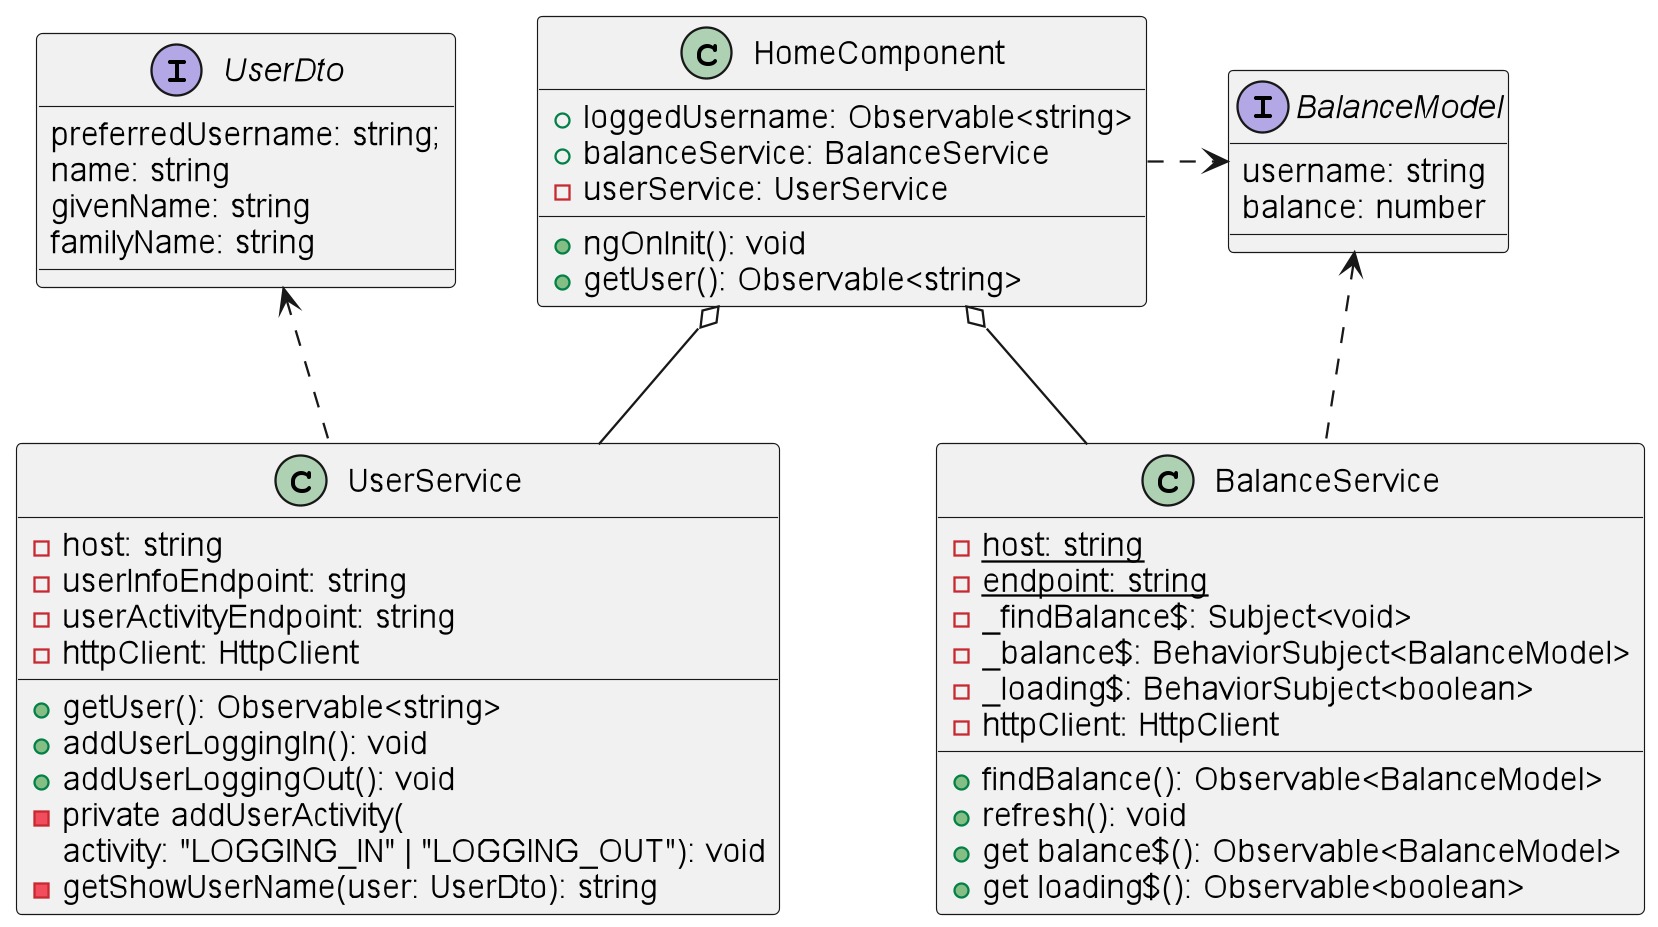 I UserDto
preferredUsername: string;
name: string
givenName: string
familyName: string
C HomeComponent
loggedUsername: Observable<string>
balanceService: BalanceService
userService: UserService
ngOnInit(): void
getUser(): Observable<string>
I BalanceModel
username: string
balance: number
C UserService
host: string
userInfoEndpoint: string
userActivityEndpoint: string
httpClient: HttpClient
getUser(): Observable<string>
addUserLoggingIn(): void
addUserLoggingOut(): void
private addUserActivity(
activity: "LOGGING_IN" | "LOGGING_OUT"): void
getShowUserName(user: UserDto): string
C BalanceService
host: string
endpoint: string
_findBalance$: Subject<void>
_balance$: BehaviorSubject<BalanceModel>
_loading$: BehaviorSubject<boolean>
httpClient: HttpClient
findBalance(): Observable<BalanceModel>
refresh(): void
get balance$(): Observable<BalanceModel>
get loading$(): Observable<boolean>